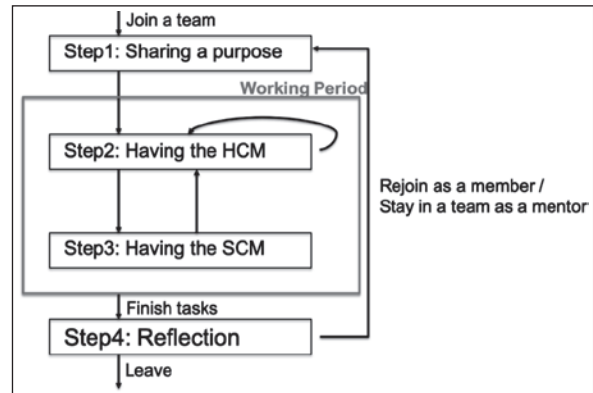 Join a team
Step1: Sharing a purpose
Working Period
Step2: Having the HCM
Rejoin as a member /
Stay in a team as a mentor
Step3: Having the SCM
Finish tasks
Step4: Reflection
Leave